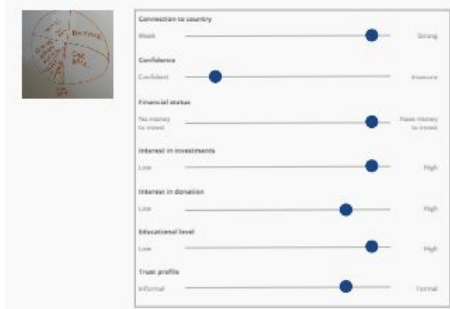 Connection to country
Weak Strong
Confidence
Confident Insecure
Financial status
No money Have money
to invest to invest
Interest in investments
Low High
Interest in donation
Low High
Educational level
Low High
Trust profile
Informal Formal